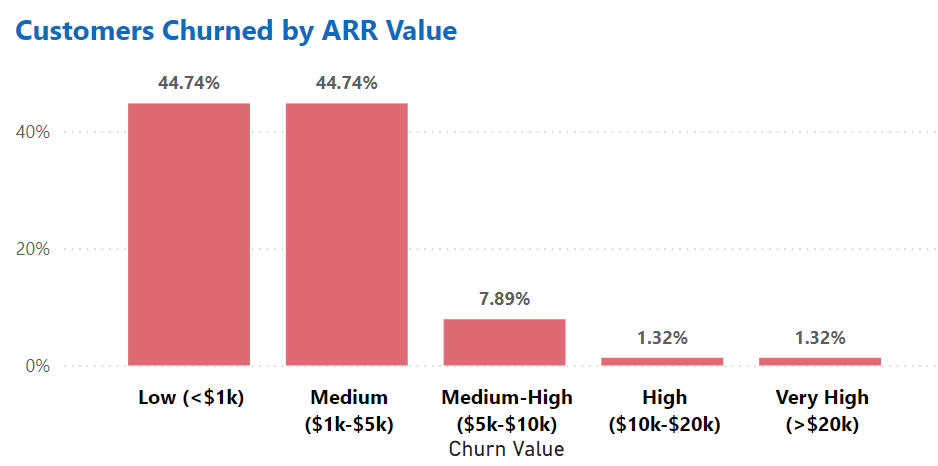 Customers Churned by ARR Value
44.74% 44.74%
40%
20%
7.89%
1.32% 1.32%
0%
Low (<$1k) Medium Medium-High High Very High
($1k-$5k) ($5k-$10k) ($10k-$20k) (>$20k)
Churn Value